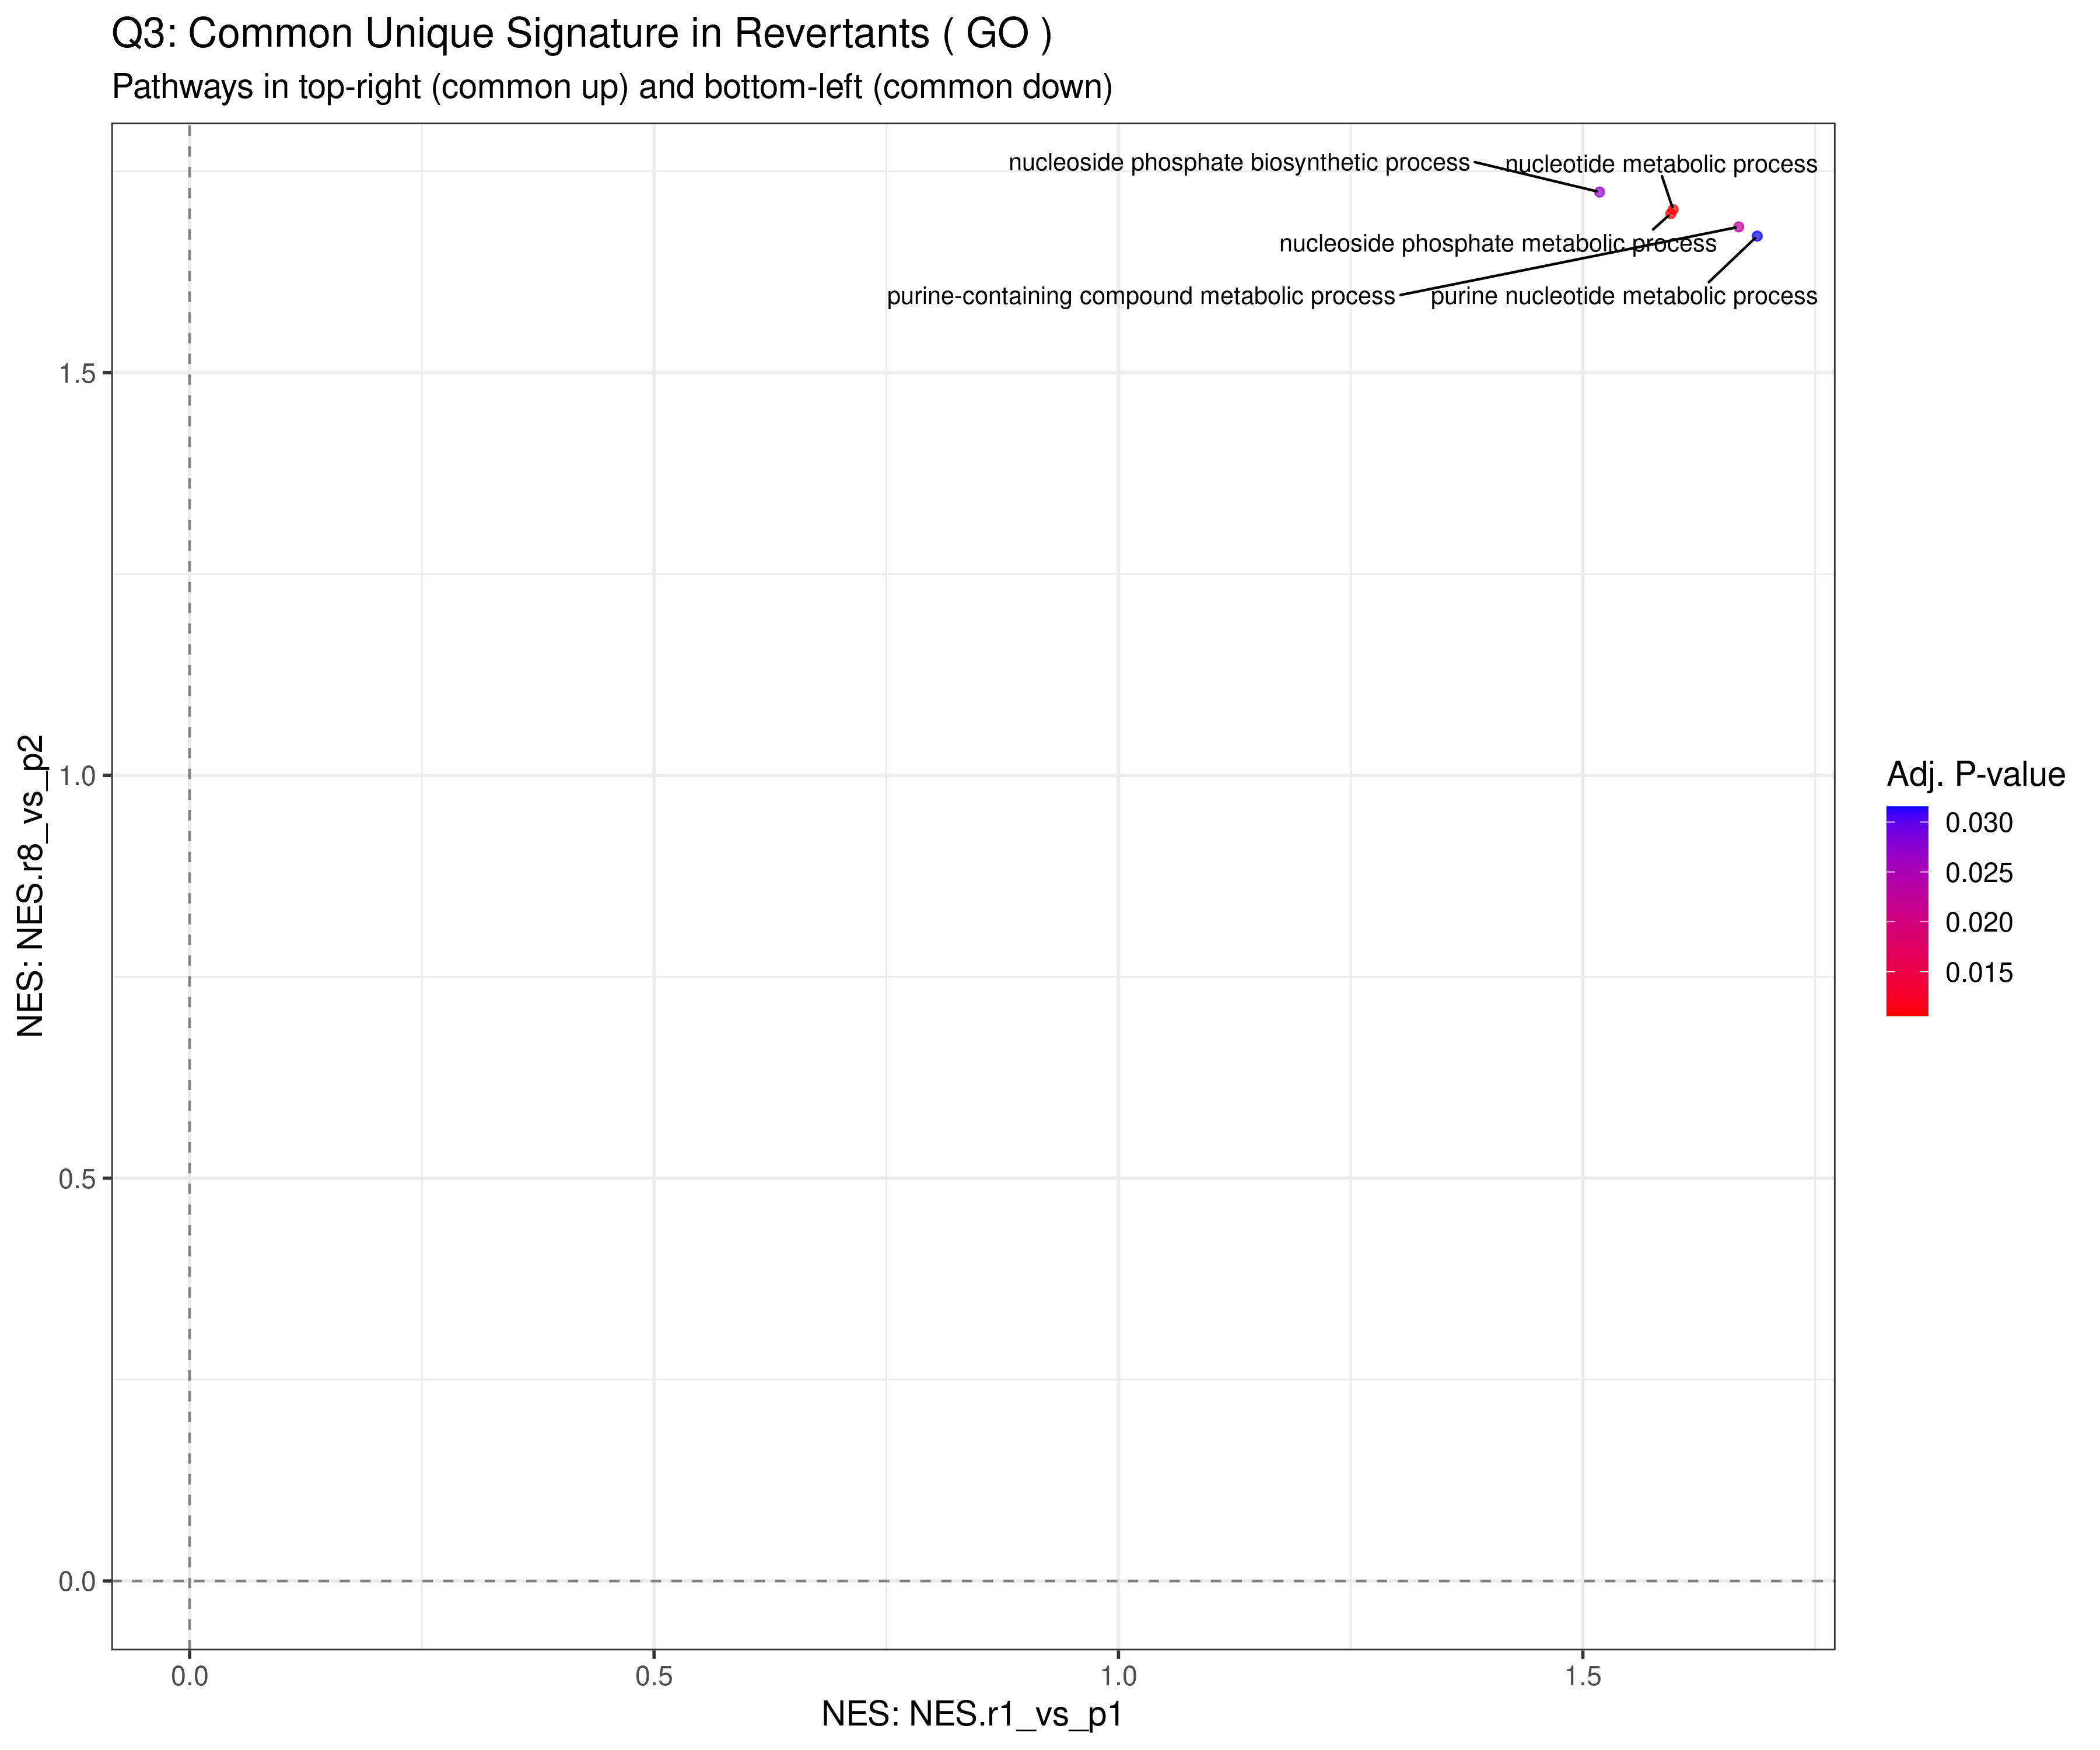 Q3: Common Unique Signature in Revertants ( GO )
Pathways in top-right (common up) and bottom-left (common down)
nucleoside phosphate biosynthetic process
nucleotide metabolic process
nucleoside phosphate metabolic process
purine-containing compound metabolic process
purine nucleotide metabolic process
1.5
1.0
0.5
0.0
NES: NES.r8_vs_p2
0.0
0.5
1.0
1.5
NES: NES.r1_vs_p1
Adj. P-value
0.030
0.025
0.020
0.015